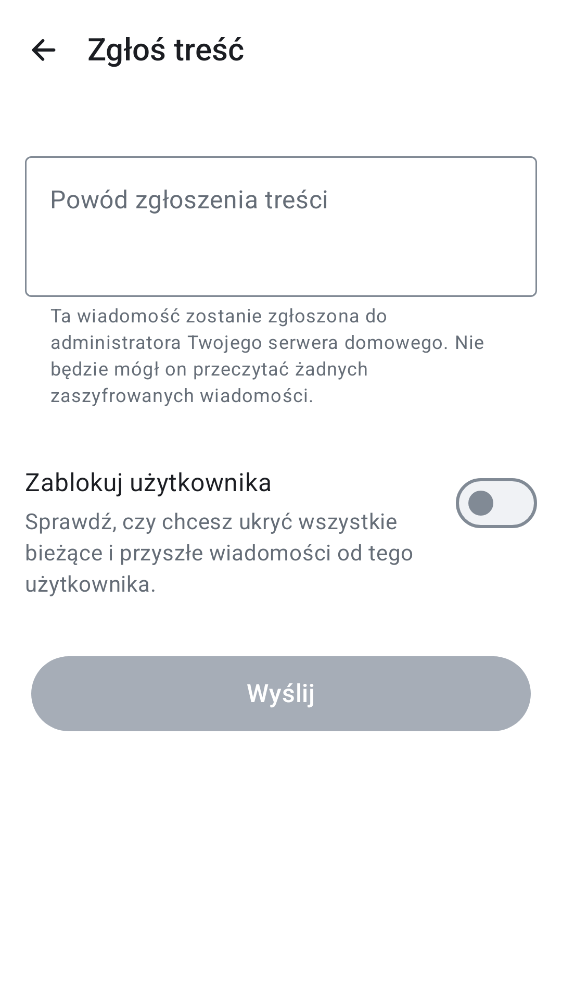 Zgłoś treść
Powód zgłoszenia treści
Ta wiadomość zostanie zgłoszona do
administratora Twojego serwera domowego. Nie
będzie mógł on przeczytać żadnych
zaszyfrowanych wiadomości.
Zablokuj użytkownika
Sprawdź, czy chcesz ukryć wszystkie
bieżące i przyszłe wiadomości od tego
użytkownika.
Wyślij